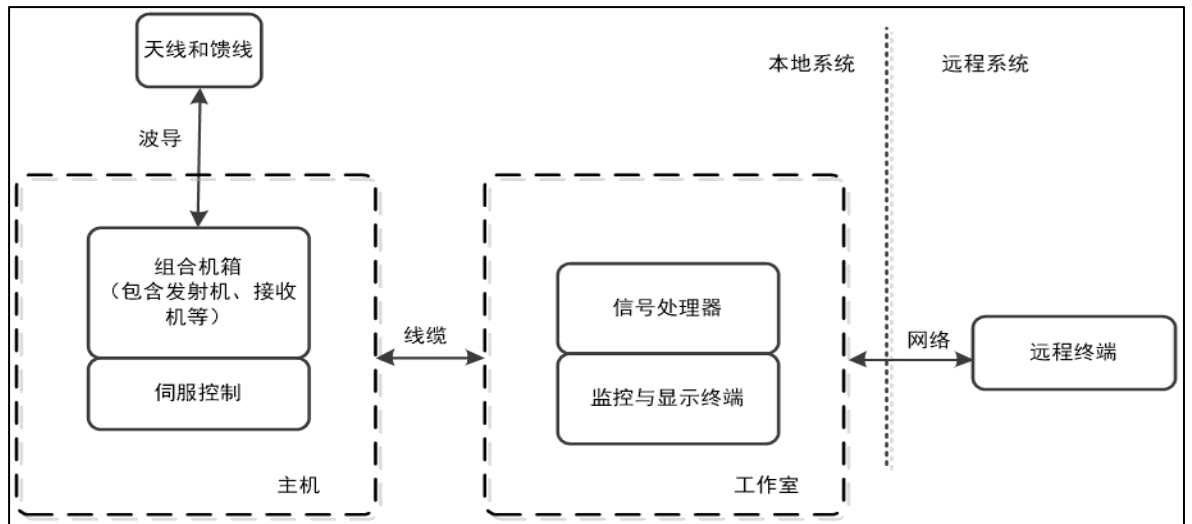 天线和馈线
本地系统
远程系统
波导
组合机箱
（包含发射机、接收
机等）
伺服控制
主机
线缆
信号处理器
监控与显示终端
工作室
网络
远程终端